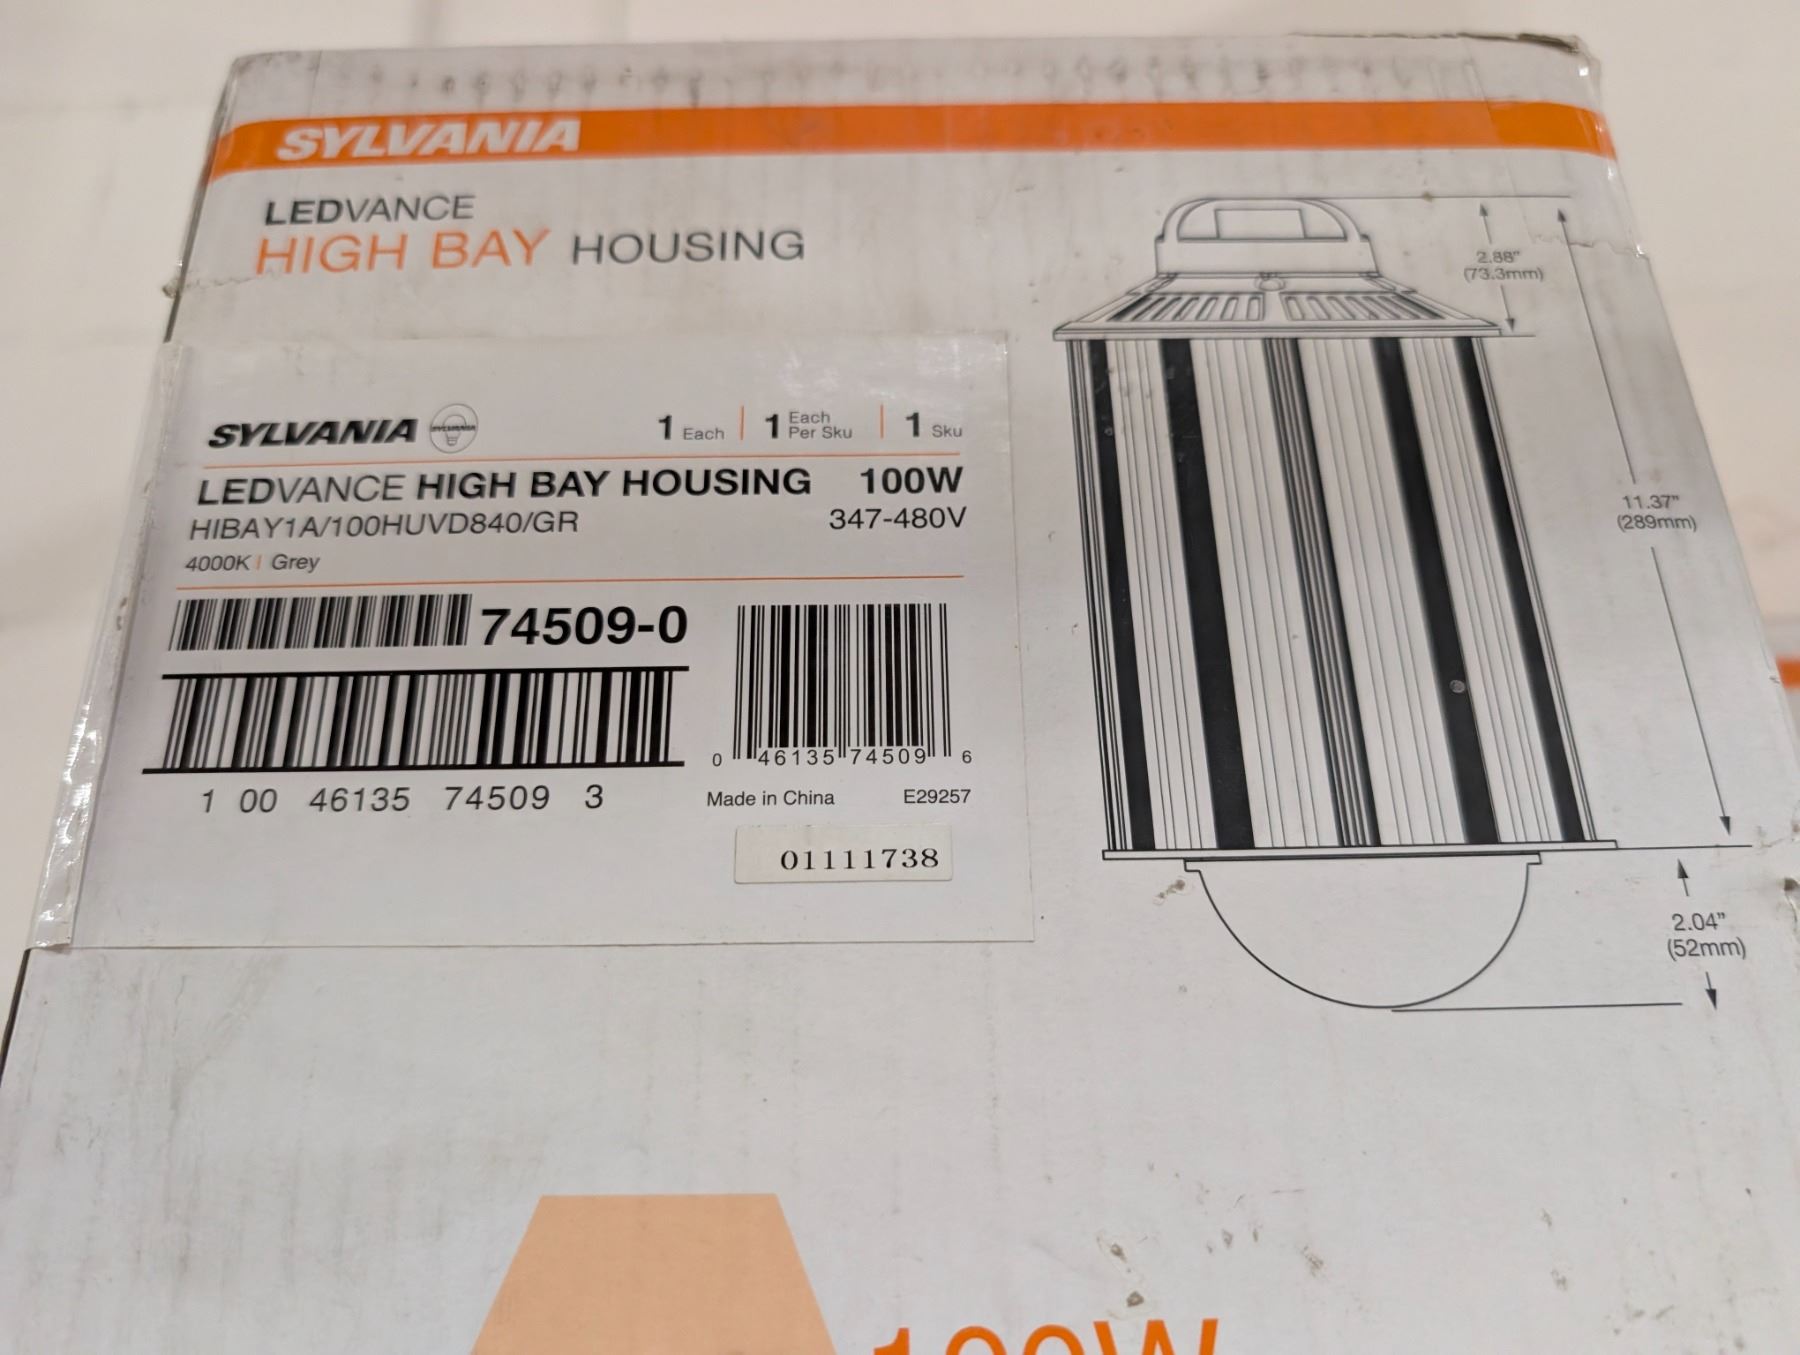 SYLVANIA
LEDVANCE
HIGH BAY HOUSING
2.88"
(73.3mm)
11.37"
(289mm)
2.04"
(52mm)
SYLVANIA SYLVANIA 1 Each | 1 Each Per Sku | 1 Sku
LEDVANCE HIGH BAY HOUSING 100W
HIBAY1A/100HUVD840/GR 347-480V
4000K | Grey
74509-0
0 46135 74509 6
1 00 46135 74509 3
Made in China E29257
01111738
100W